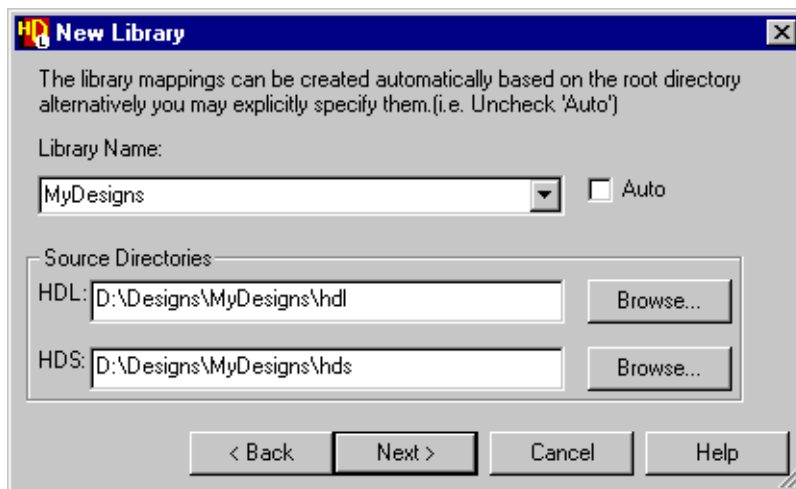 HD L New Library
The library mappings can be created automatically based on the root directory
alternatively you may explicitly specify them.(i.e. Uncheck 'Auto')
Library Name:
MyDesigns Auto
Source Directories
HDL: D:\Designs\MyDesigns\hdl Browse...
HDS: D:\Designs\MyDesigns\hds Browse...
< Back Next > Cancel Help